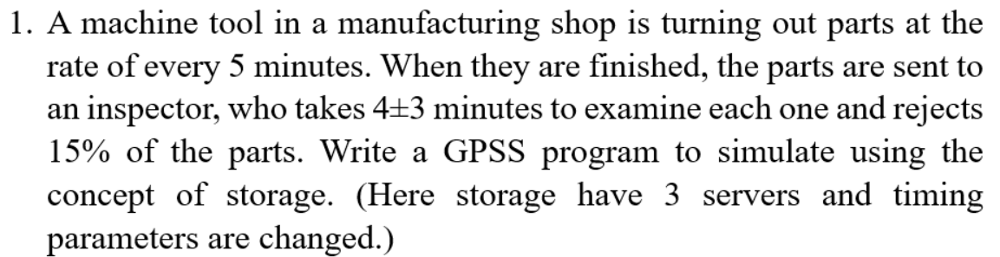 1. A machine tool in a manufacturing shop is turning out parts at the
rate of every 5 minutes. When they are finished, the parts are sent to
an inspector, who takes 4±3 minutes to examine each one and rejects
15% of the parts. Write a GPSS program to simulate using the
concept of storage. (Here storage have 3 servers and timing
parameters are changed.)